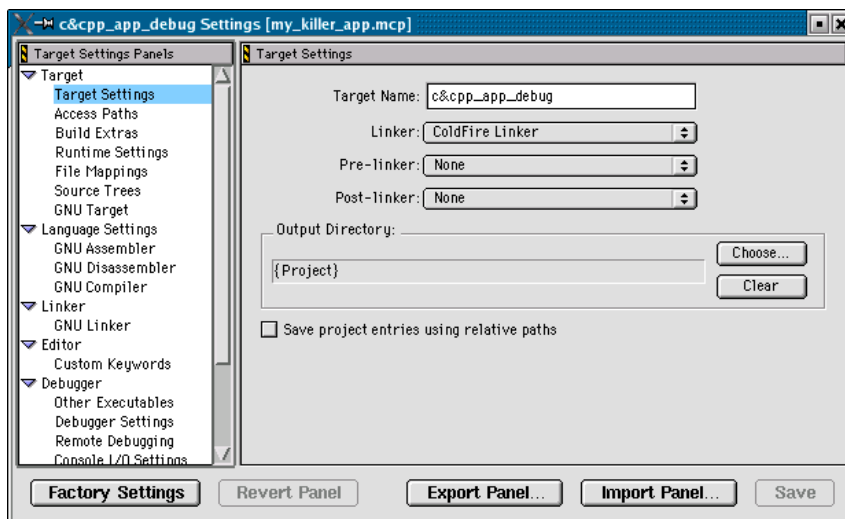 c&cpp_app_debug Settings [my_killer_app.mcp]
Target Settings Panels
Target
Target Settings
Access Paths
Build Extras
Runtime Settings
File Mappings
Source Trees
GNU Target
Language Settings
GNU Assembler
GNU Disassembler
GNU Compiler
Linker
GNU Linker
Editor
Custom Keywords
Debugger
Other Executables
Debugger Settings
Remote Debugging
Console I/O Settings
Target Settings
Target Name: c&cpp_app_debug
Linker: ColdFire Linker
Pre-linker: None
Post-linker: None
Output Directory:
{Project}
Choose...
Clear
Save project entries using relative paths
Factory Settings
Revert Panel
Export Panel...
Import Panel...
Save